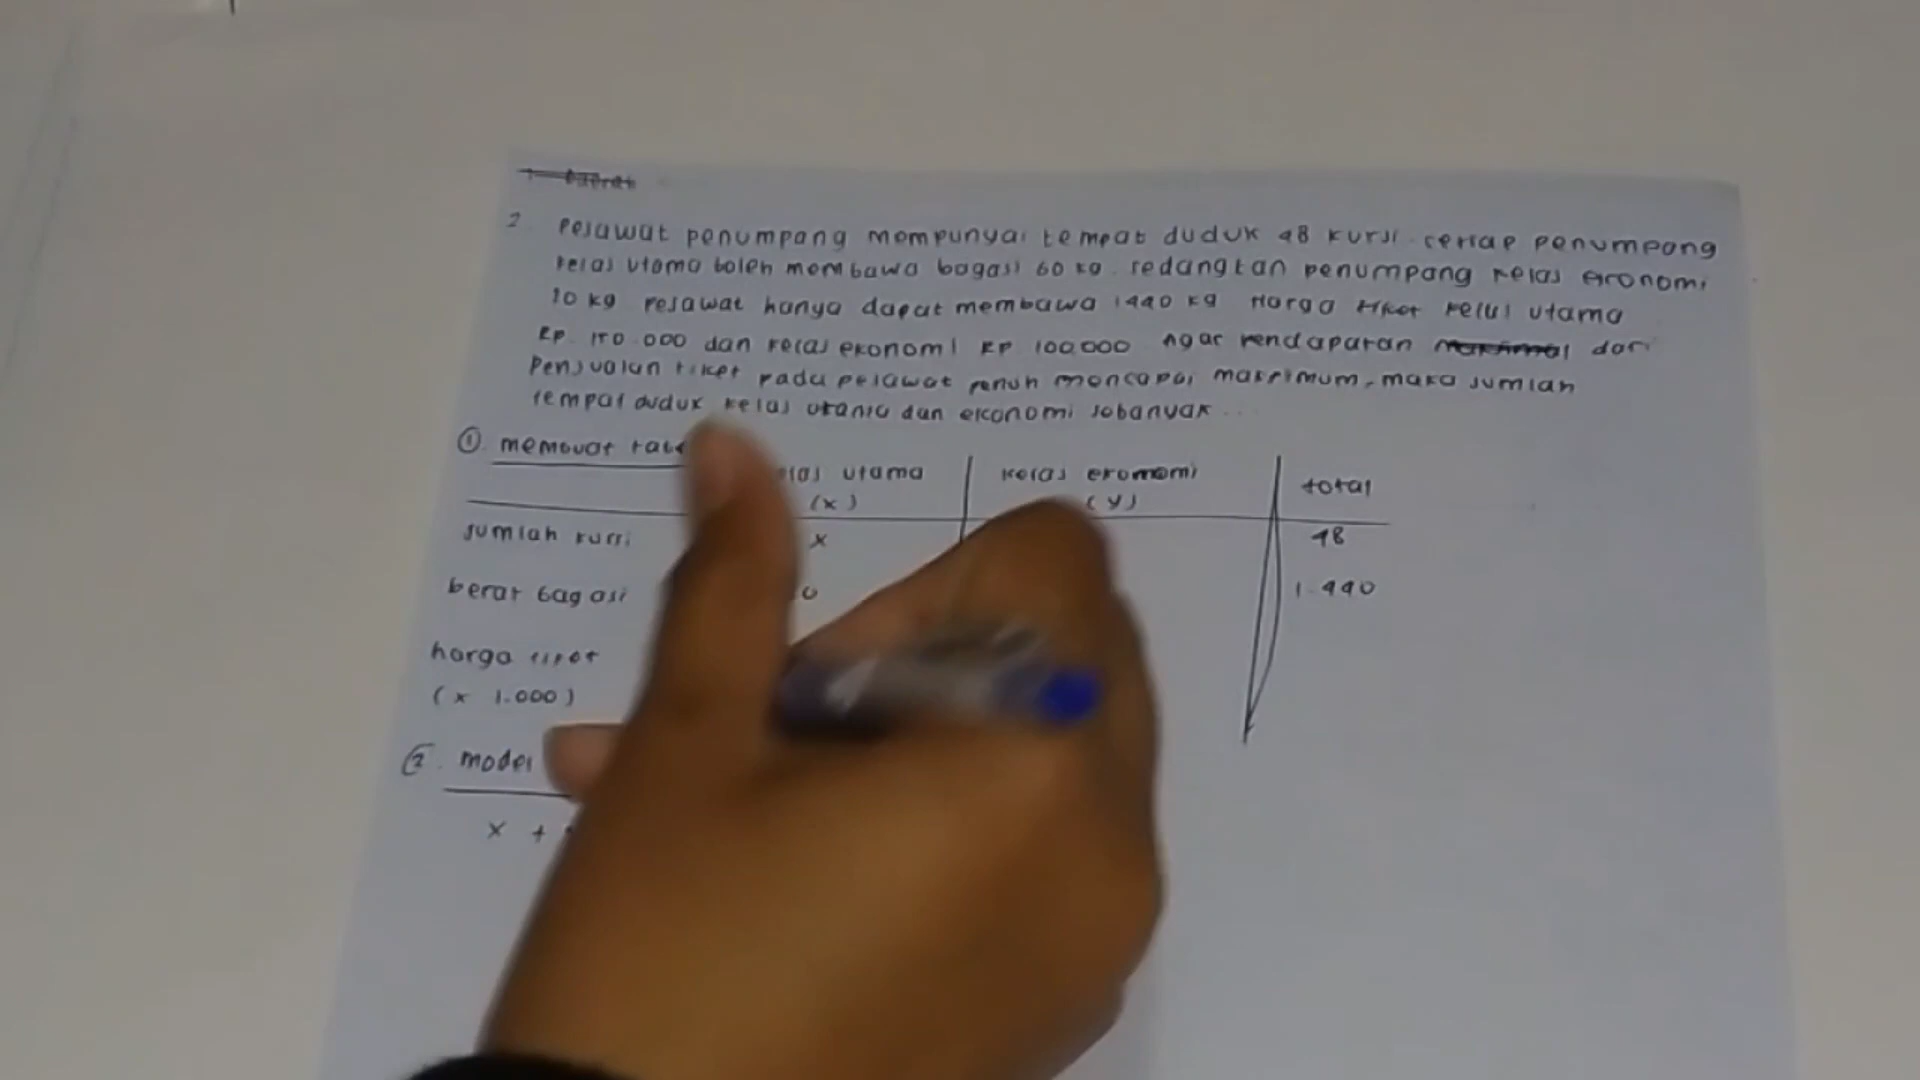 2. Pesawat penumpang mempunyai tempat duduk 48 kursi. setiap penumpang
kelas utama boleh membawa bagasi 60 kg. sedangkan penumpang kelas ekonomi
20 kg pesawat hanya dapat membawa 1440 kg Harga tiket kelas utama
Rp. 150.000 dan kelas ekonomi Rp 100.000 Agar pendapatan dari
Penjualan tiket pada pesawat penuh mencapai maksimum, maka jumlah
tempat duduk kelas utama dan ekonomi sebanyak ...
① membuat
utama kelas ekonomi total
(x) (y)
Jumlah kursi x 48
berat bagasi 0 1.440
harga tiket
(x 1.000)
② model
x +